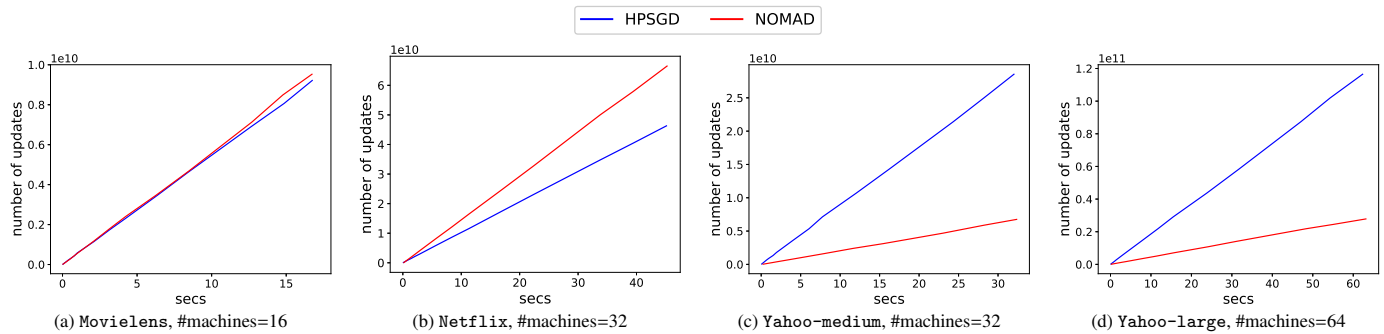 HPSGD NOMAD
1e10
1.0
0.8
0.6
0.4
0.2
0.0
number of updates
0 5 10 15
secs
(a) Movielens, #machines=16
1e10
6
5
4
3
2
1
0
number of updates
0 10 20 30 40
secs
(b) Netflix, #machines=32
1e10
2.5
2.0
1.5
1.0
0.5
0.0
number of updates
0 5 10 15 20 25 30
secs
(c) Yahoo-medium, #machines=32
1e11
1.2
1.0
0.8
0.6
0.4
0.2
0.0
number of updates
0 10 20 30 40 50 60
secs
(d) Yahoo-large, #machines=64